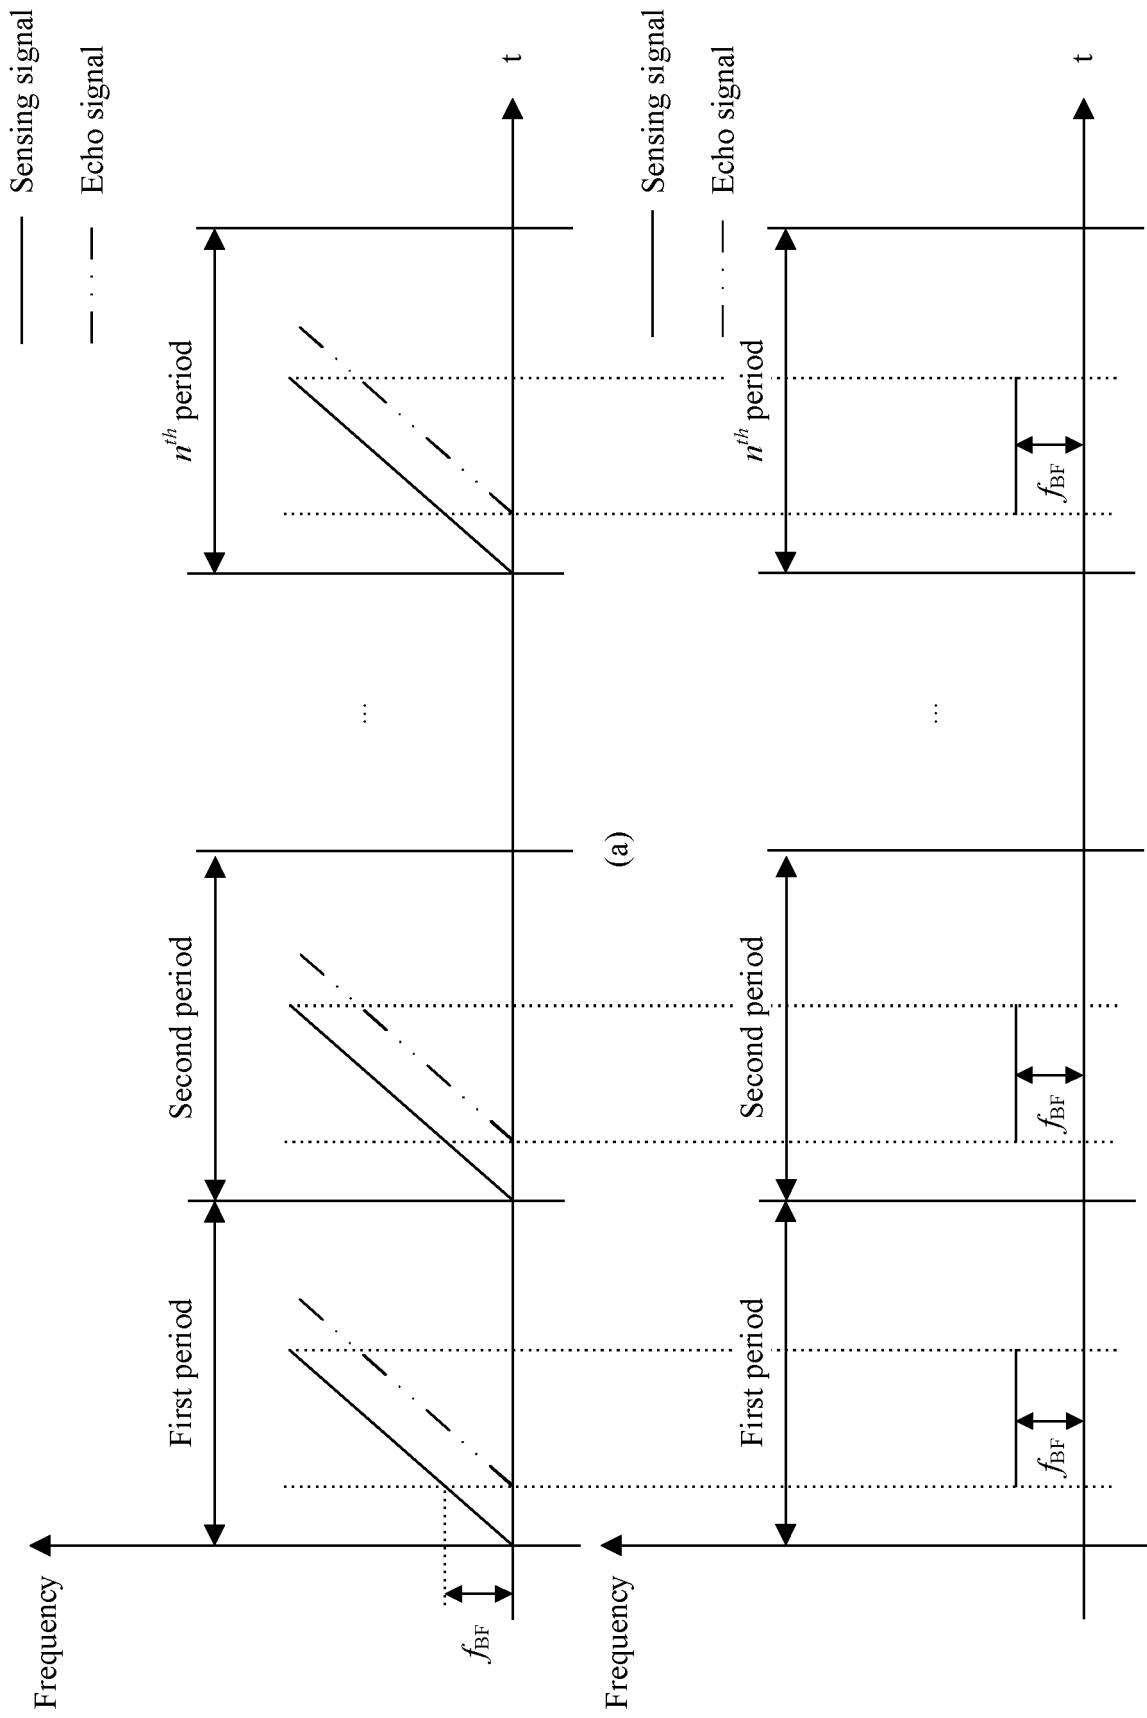 Sensing signal
Echo signal
Frequency
First period
Second period
...
nth period
fBF
t
(a)
Sensing signal
Echo signal
Frequency
First period
Second period
...
nth period
fBF
fBF
fBF
t